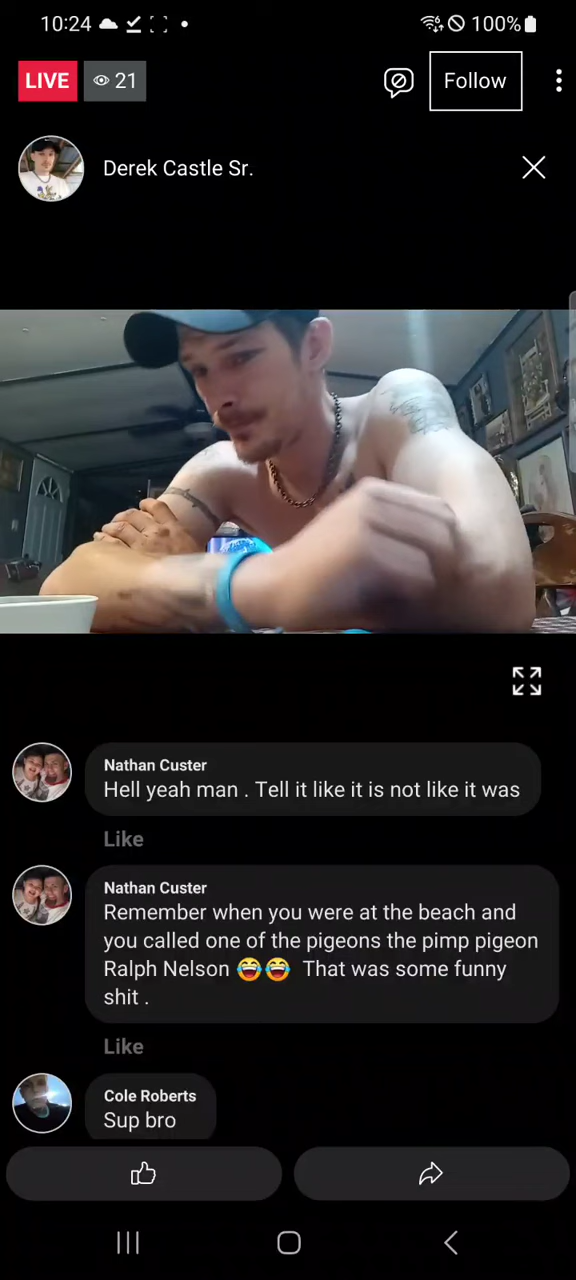 10:24
100%
LIVE
21
Follow
Derek Castle Sr.
Nathan Custer
Hell yeah man . Tell it like it is not like it was
Like
Nathan Custer
Remember when you were at the beach and
you called one of the pigeons the pimp pigeon
Ralph Nelson 😂😂 That was some funny
shit .
Like
Cole Roberts
Sup bro